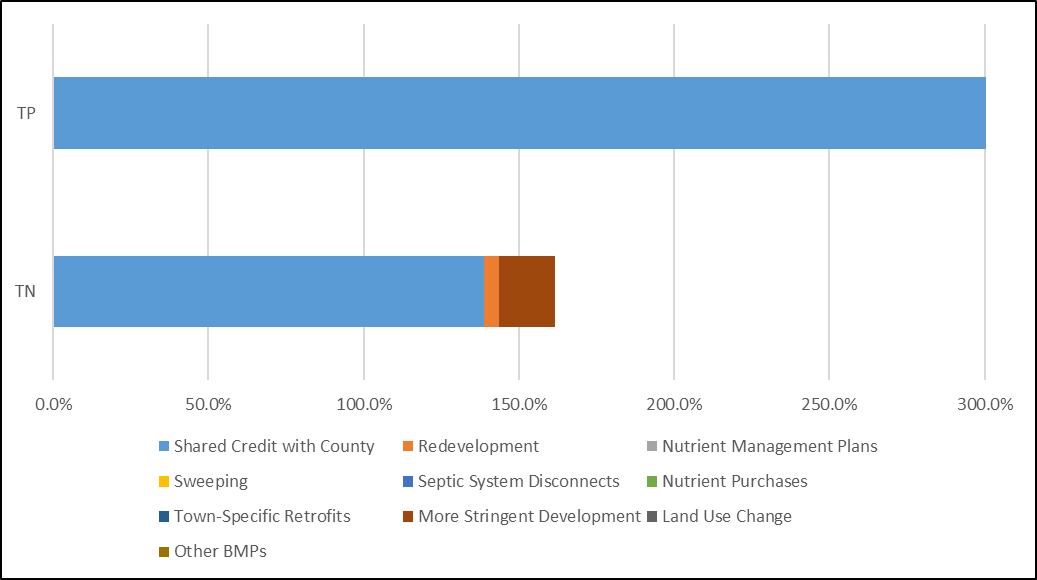 TP
TN
0.0% 50.0% 100.0% 150.0% 200.0% 250.0% 300.0%
Shared Credit with County Redevelopment Nutrient Management Plans
Sweeping Septic System Disconnects Nutrient Purchases
Town-Specific Retrofits More Stringent Development Land Use Change
Other BMPs